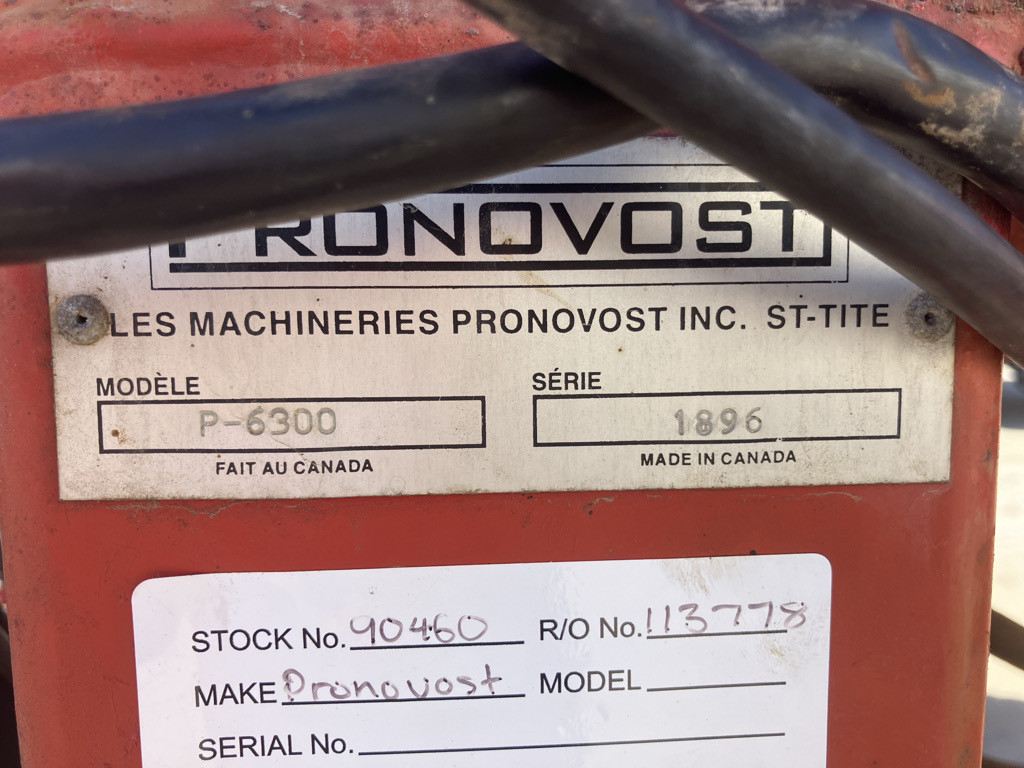 PRONOVOST
LES MACHINERIES PRONOVOST INC. ST-TITE
MODÈLE SÉRIE
P-6300 1896
FAIT AU CANADA MADE IN CANADA
STOCK No. 90460 R/O No. 113778
MAKE Pronovost MODEL
SERIAL No.